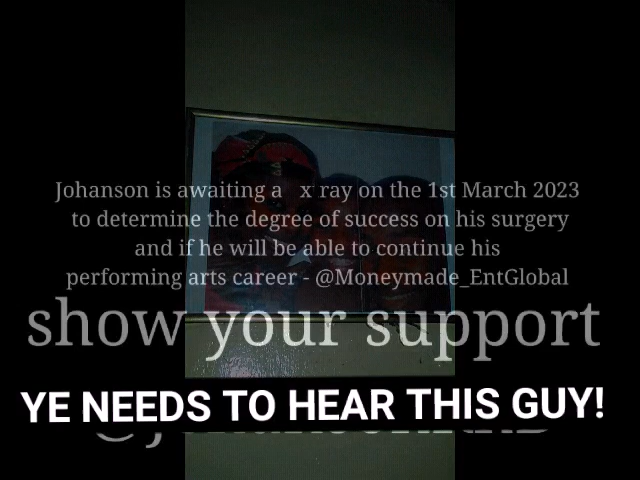 Johanson is awaiting a x ray on the 1st March 2023
to determine the degree of success on his surgery
and if he will be able to continue his
performing arts career - @Moneymade_EntGlobal
show your support
YE NEEDS TO HEAR THIS GUY!